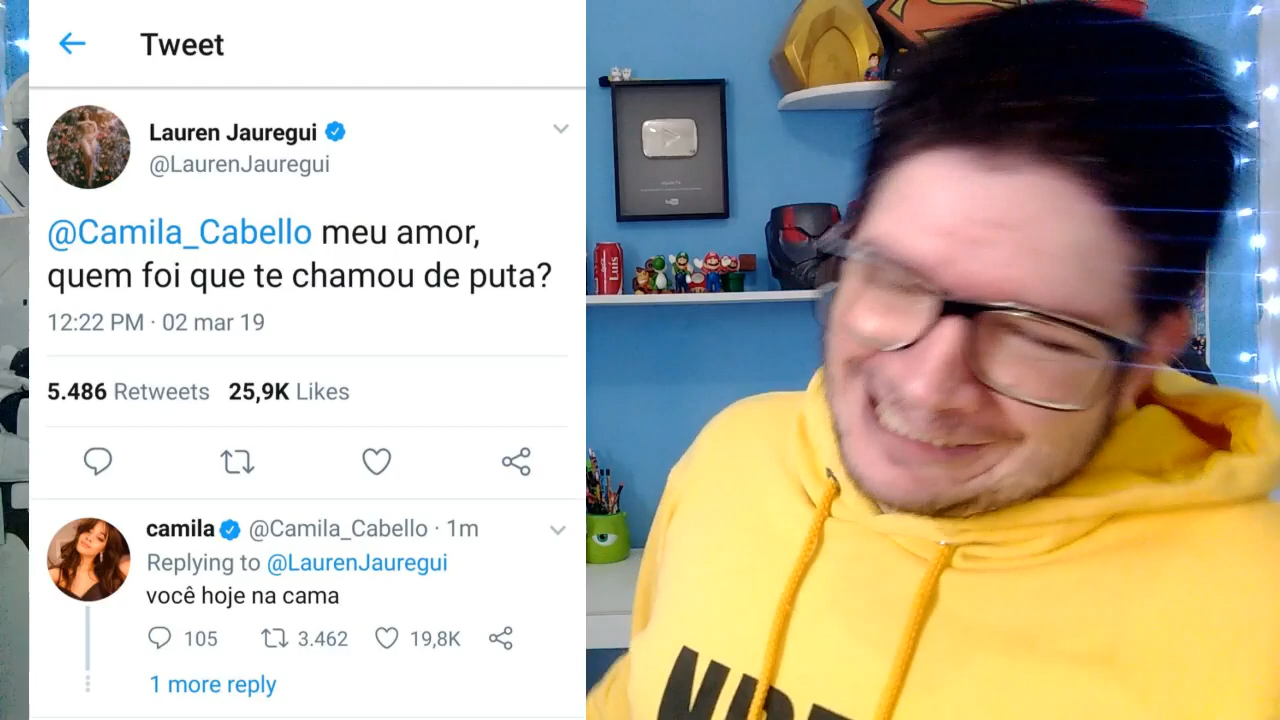 Tweet
Lauren Jauregui
@LaurenJauregui
@Camila_Cabello meu amor,
quem foi que te chamou de puta?
12:22 PM · 02 mar 19
5.486 Retweets 25,9K Likes
camila @Camila_Cabello · 1m
Replying to @LaurenJauregui
você hoje na cama
105 3.462 19,8K
1 more reply
Luis